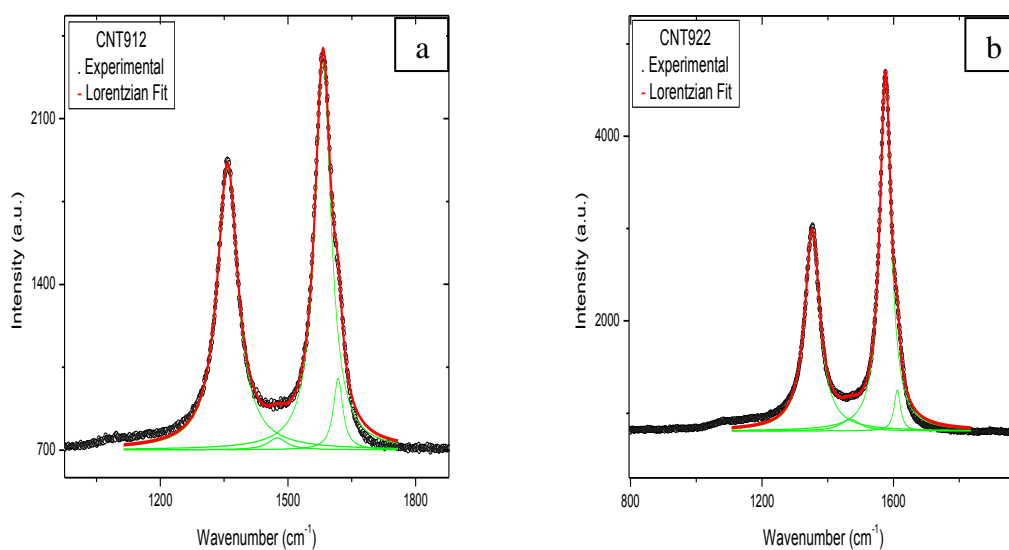 CNT912
. Experimental
- Lorentzian Fit
a
2100
1400
700
Intensity (a.u.)
1200 1500 1800
Wavenumber (cm-1)
CNT922
. Experimental
- Lorentzian Fit
b
4000
2000
Intensity (a.u.)
800 1200 1600
Wavenumber (cm-1)